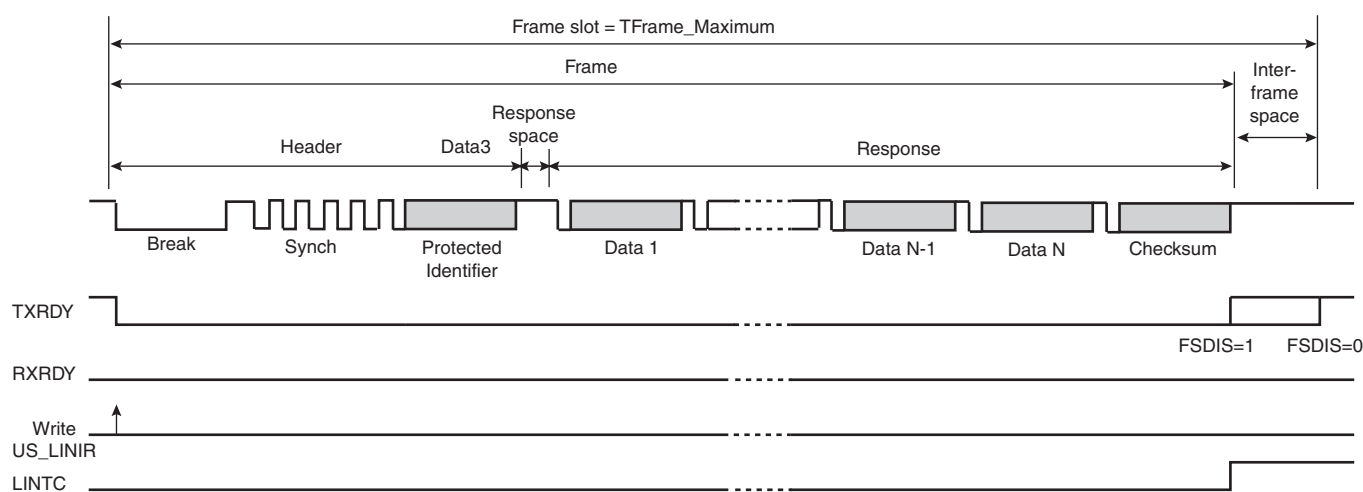 Frame slot = TFrame_Maximum
Frame
Inter-
frame
space
Response
space
Header
Data3
Response
Break
Synch
Protected
Identifier
Data 1
Data N-1
Data N
Checksum
TXRDY
FSDIS=1
FSDIS=0
RXRDY
Write
US_LINIR
LINTC